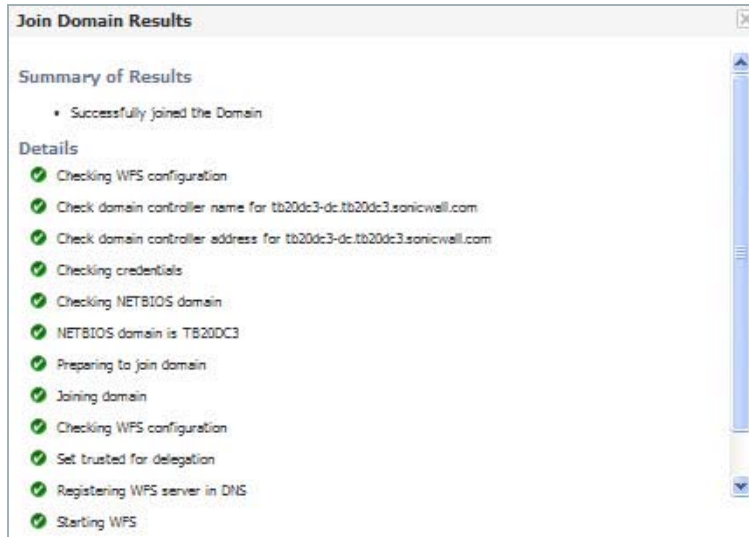 Join Domain Results
Summary of Results
• Successfully joined the Domain
Details
Checking WFS configuration
Check domain controller name for tb20dc3-dc.tb20dc3.sonicwall.com
Check domain controller address for tb20dc3-dc.tb20dc3.sonicwall.com
Checking credentials
Checking NETBIOS domain
NETBIOS domain is TB20DC3
Preparing to join domain
Joining domain
Checking WFS configuration
Set trusted for delegation
Registering WFS server in DNS
Starting WFS